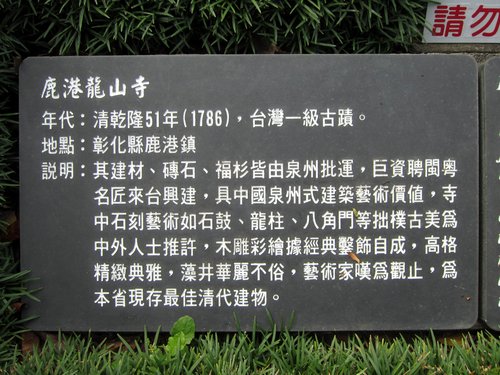 請勿
鹿港龍山寺
年代：清乾隆51年(1786)，台灣一級古蹟。
地點：彰化縣鹿港鎮
說明：其建材、磚石、福杉皆由泉州批運，巨資聘閩粵
名匠來台興建，具中國泉州式建築藝術價值，寺
中石刻藝術如石鼓、龍柱、八角門等拙樸古美爲
中外人士推許，木雕彩繪據經典鑿飾自成，高格
精緻典雅，藻井華麗不俗，藝術家嘆爲觀止，爲
本省現存最佳清代建物。